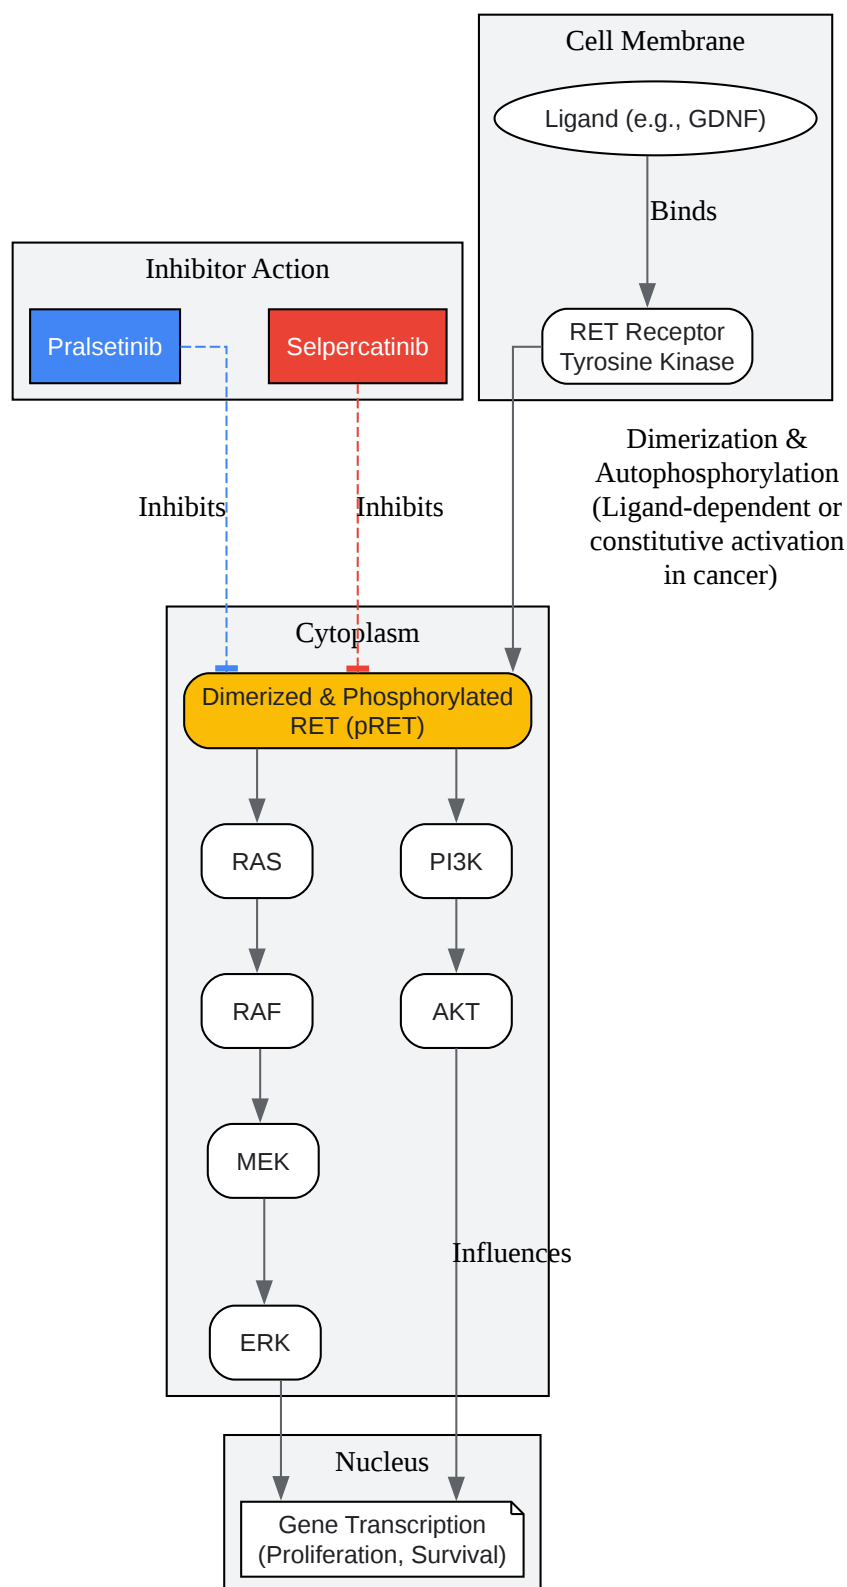 Cell Membrane
Ligand (e.g., GDNF)
Binds
Inhibitor Action
Pralsetinib
Selpercatinib
RET Receptor
Tyrosine Kinase
Dimerization &
Autophosphorylation
(Ligand-dependent or
constitutive activation
in cancer)
Inhibits
Inhibits
Cytoplasm
Dimerized & Phosphorylated
RET (pRET)
RAS
PI3K
RAF
AKT
MEK
Influences
ERK
Nucleus
Gene Transcription
(Proliferation, Survival)